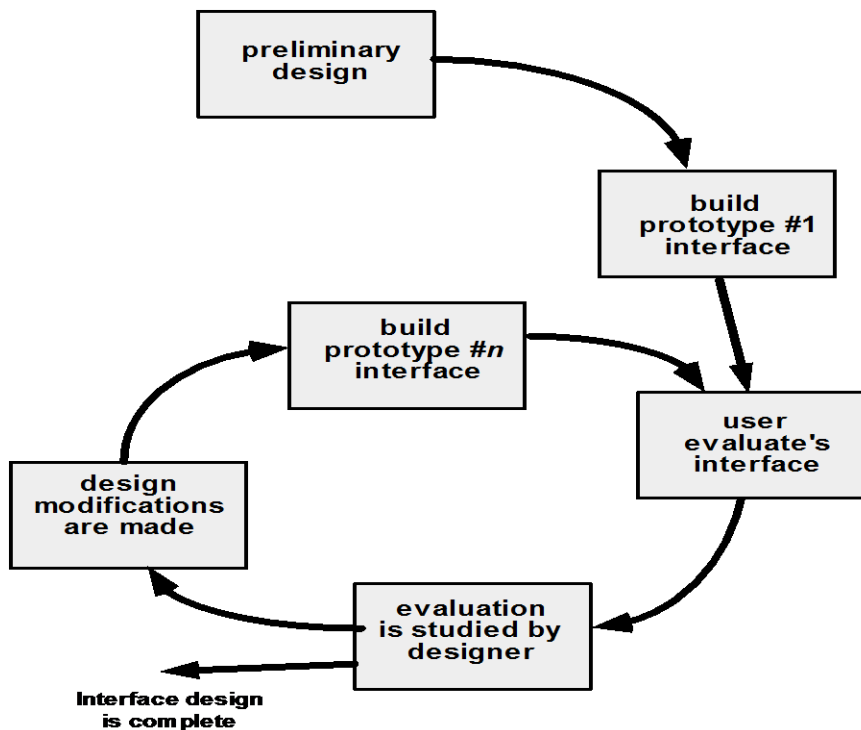 preliminary
design
build
prototype #1
interface
build
prototype #n
interface
user
evaluate's
interface
design
modifications
are made
evaluation
is studied by
designer
Interface design
is complete